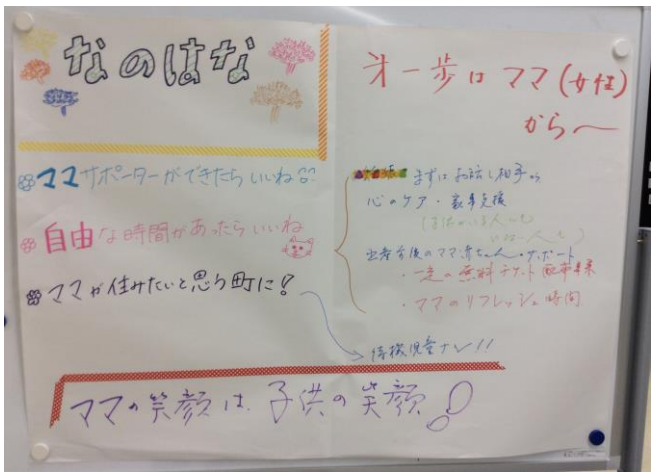 なのはな
ママサポーターができたらいいね
自由な時間があったらいいね
ママが住みたいと思う町に!
才一歩はママ(女性)
から〜
まずはお話し相手から
心のケア・家事支援
出産後のママ赤ちゃんへサポート
・一定の無料チケット配布事業
・ママのリフレッシュ時間
待機児童ナシ!!
ママの笑顔は子供の笑顔!